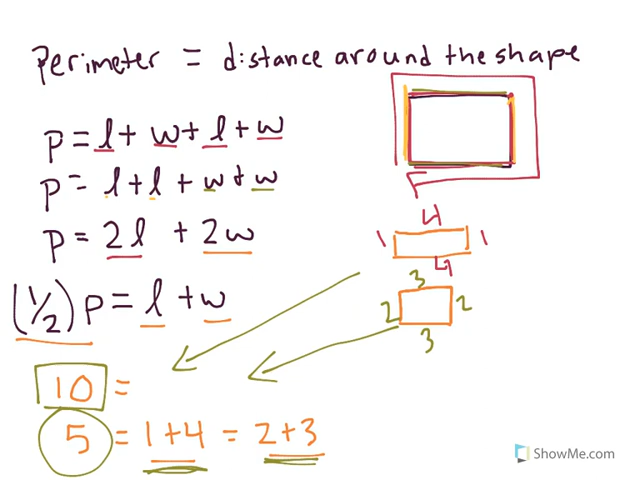 Perimeter = distance around the shape
P = l + w + l + w
P = l + l + w + w
P = 2l + 2w
(1/2) P = l + w
10 =
5 = 1 + 4 = 2 + 3
4
1 1
4
3
2 2
3
ShowMe.com